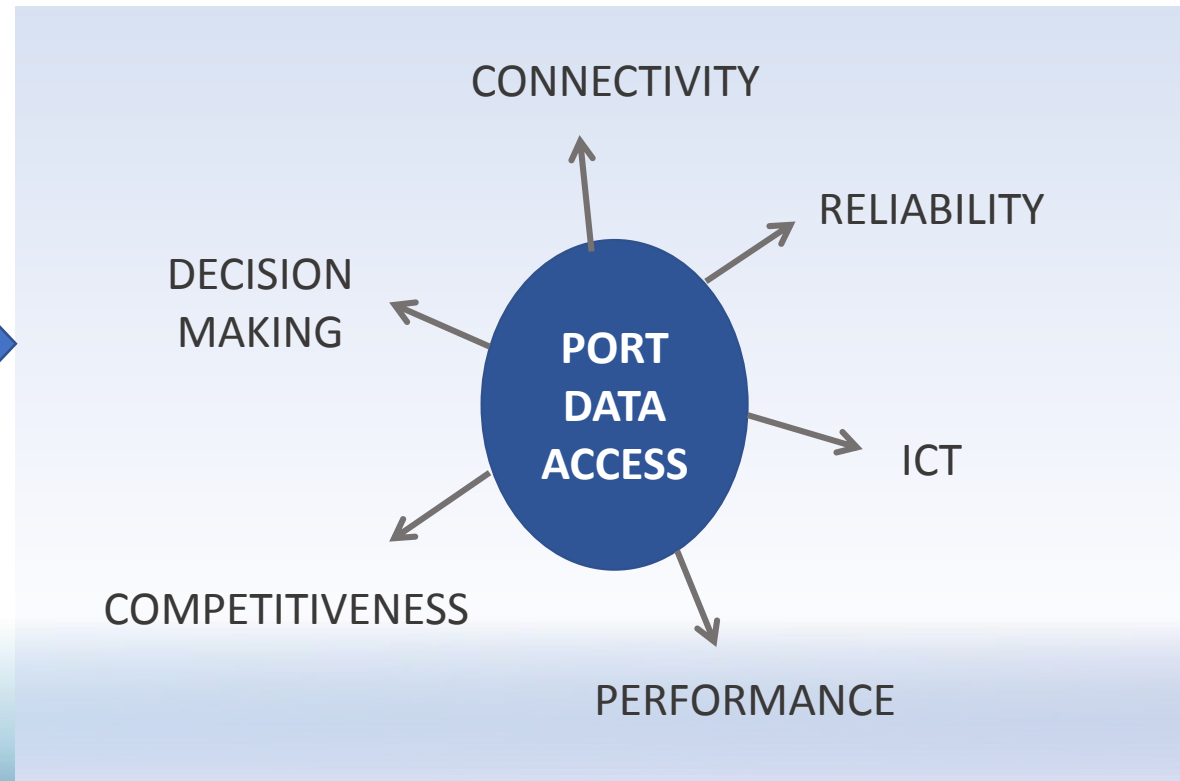 CONNECTIVITY
RELIABILITY
DECISION
MAKING
PORT
DATA
ACCESS
ICT
COMPETITIVENESS
PERFORMANCE